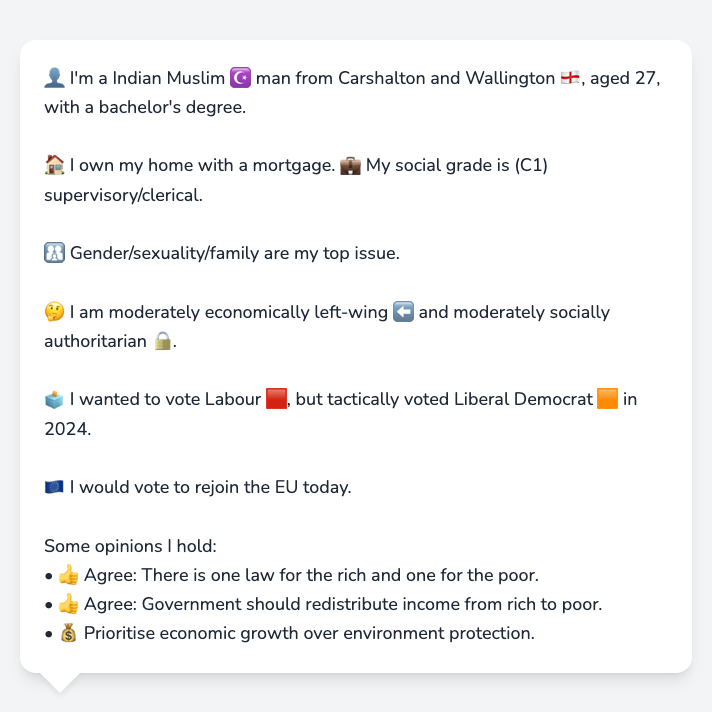 👤 I'm a Indian Muslim ☪️ man from Carshalton and Wallington 🏴󠁧󠁢󠁥󠁮󠁧󠁿, aged 27,
with a bachelor's degree.
🏠 I own my home with a mortgage. 💼 My social grade is (C1)
supervisory/clerical.
🚻 Gender/sexuality/family are my top issue.
🤔 I am moderately economically left-wing ⬅️ and moderately socially
authoritarian 🔒.
🗳️ I wanted to vote Labour 🟥, but tactically voted Liberal Democrat 🟧 in
2024.
🇪🇺 I would vote to rejoin the EU today.
Some opinions I hold:
• 👍 Agree: There is one law for the rich and one for the poor.
• 👍 Agree: Government should redistribute income from rich to poor.
• 💰 Prioritise economic growth over environment protection.